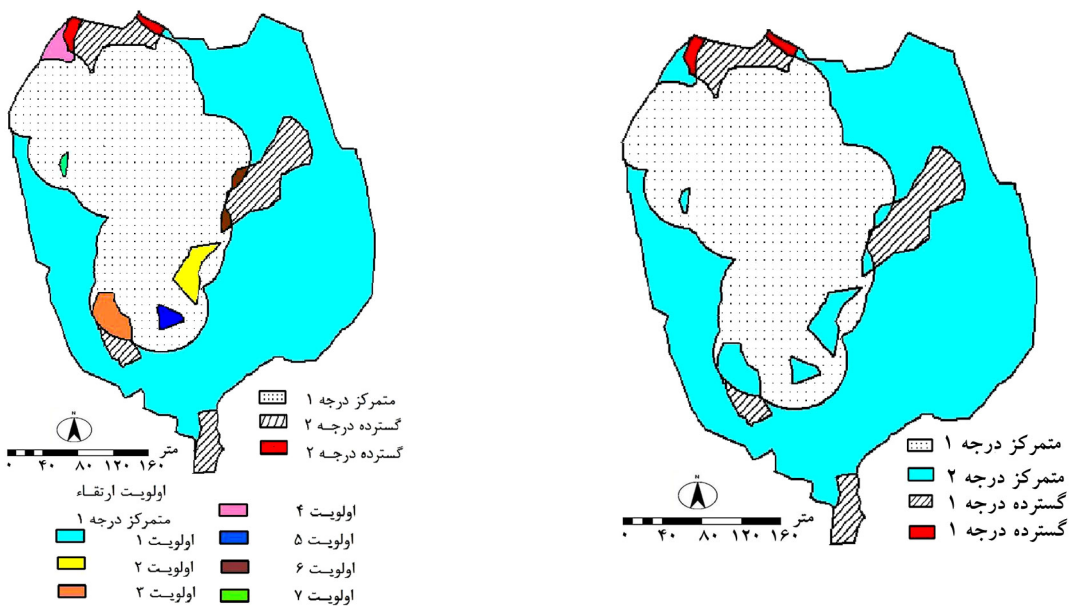 N
متمرکز درجه ۱
گسترده درجه ۲
گسترده درجه ۲
متر
۰ ۴۰ ۸۰ ۱۲۰ ۱۶۰
اولویت ارتقاء
متمرکز درجه ۱
اولویت ۱
اولویت ۲
اولویت ۳
اولویت ۴
اولویت ۵
اولویت ۶
اولویت ۷
N
متمرکز درجه ۱
متمرکز درجه ۲
گسترده درجه ۱
گسترده درجه ۱
متر
۰ ۴۰ ۸۰ ۱۲۰ ۱۶۰